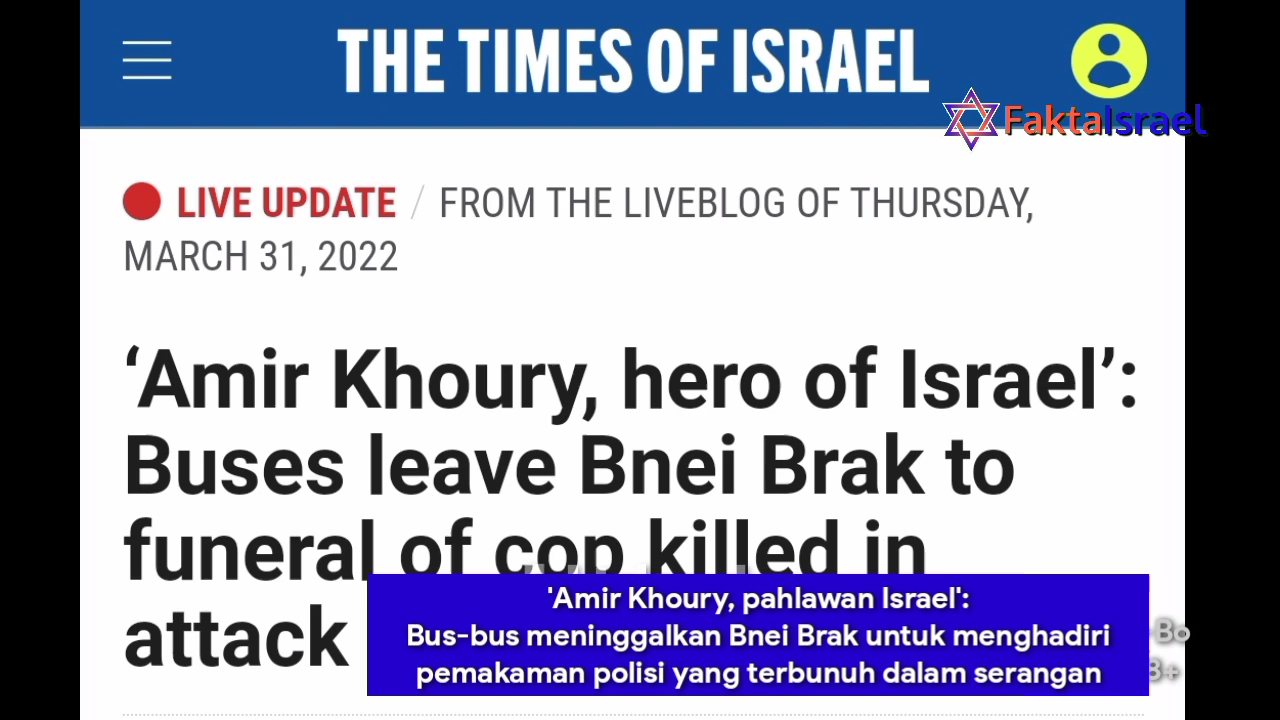 THE TIMES OF ISRAEL
FaktaIsrael
LIVE UPDATE / FROM THE LIVEBLOG OF THURSDAY,
MARCH 31, 2022
‘Amir Khoury, hero of Israel’:
Buses leave Bnei Brak to
funeral of cop killed in
attack
'Amir Khoury, pahlawan Israel':
Bus-bus meninggalkan Bnei Brak untuk menghadiri
pemakaman polisi yang terbunuh dalam serangan